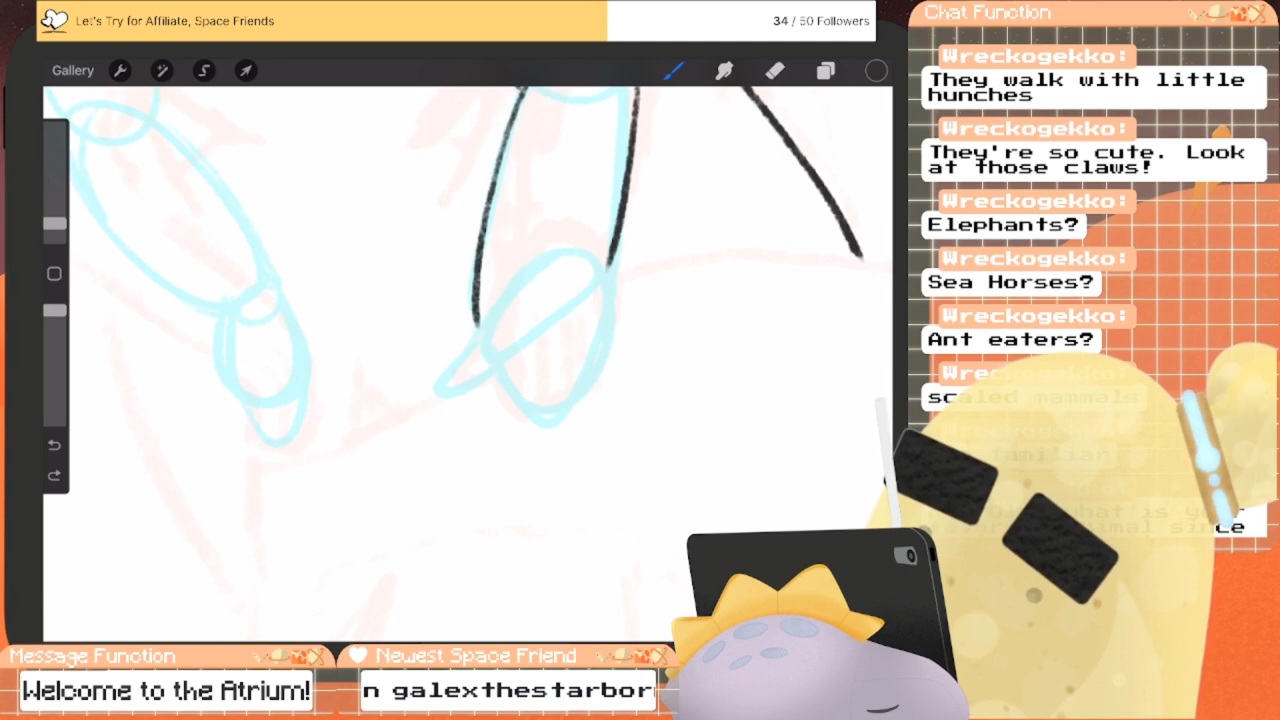 Let's Try for Affiliate, Space Friends
34 / 50 Followers
Gallery
Chat Function
Wreckogekko:
They walk with little
hunches
Wreckogekko:
They're so cute. Look
at those claws!
Wreckogekko:
Elephants?
Wreckogekko:
Sea Horses?
Wreckogekko:
Ant eaters?
scaled mammals
familiar
Message Function
Welcome to the Atrium!
Newest Space Friend
n galexthestarbor